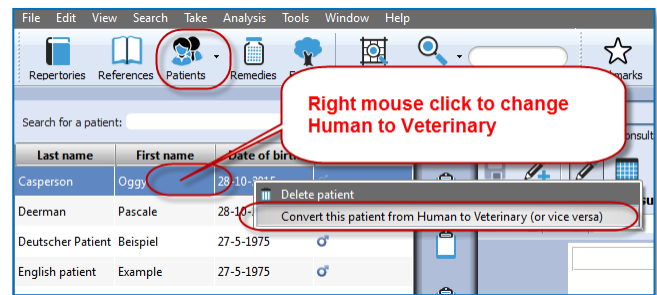 File Edit View Search Take Analysis Tools Window Help
Repertories References Patients Remedies
Search for a patient:
Right mouse click to change
Human to Veterinary
Last name First name Date of birth
Casperson Oggy 28-10-2015
Delete patient
Deerman Pascale
Convert this patient from Human to Veterinary (or vice versa)
Deutscher Patient Beispiel 27-5-1975
English patient Example 27-5-1975